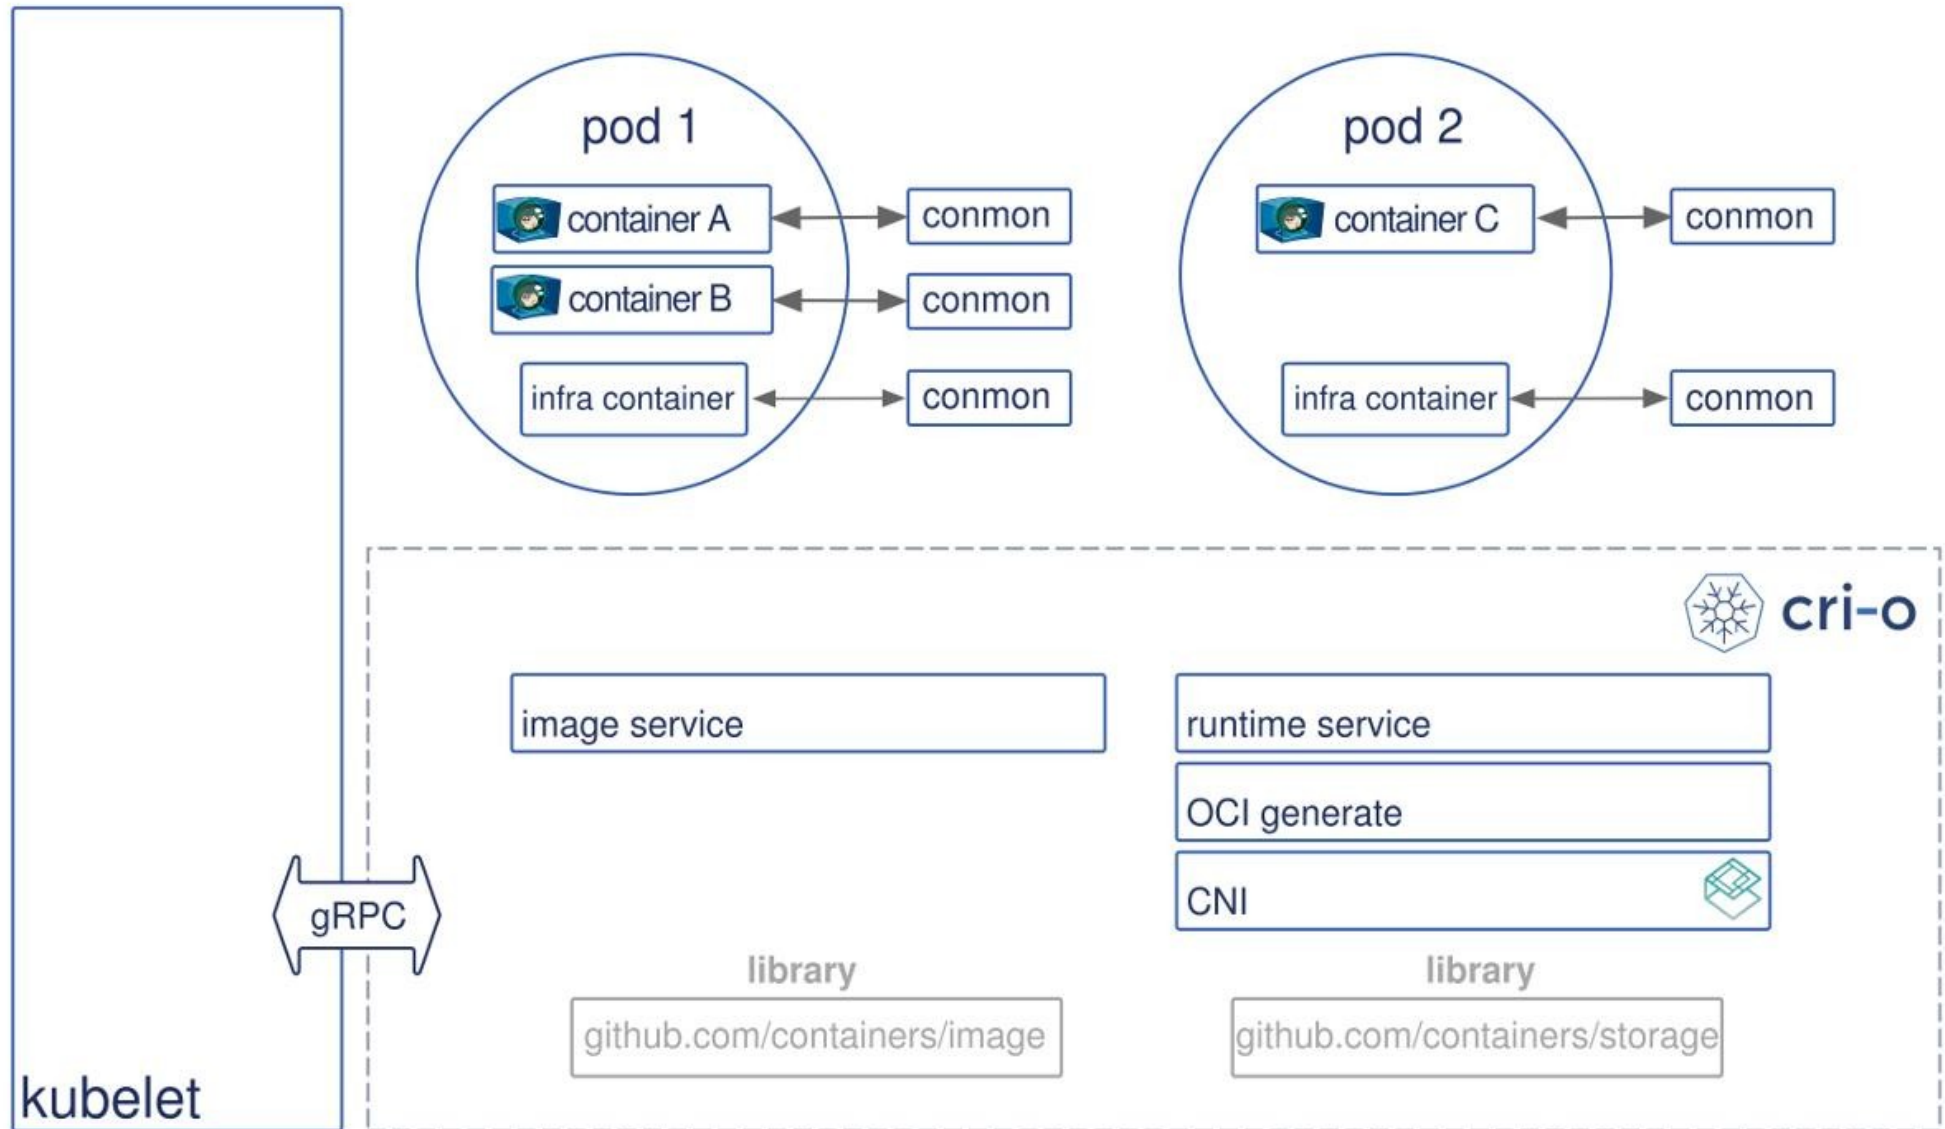 pod 1
container A
conmon
container B
conmon
infra container
conmon
pod 2
container C
conmon
infra container
conmon
cri-o
image service
runtime service
OCI generate
CNI
gRPC
library
github.com/containers/image
library
github.com/containers/storage
kubelet